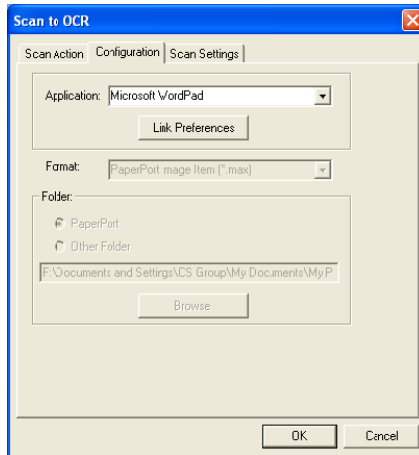 Scan to OCR
Scan Action Configuration Scan Settings
Application: Microsoft WordPad
Link Preferences
Format: PaperPort mage Item (*.max)
Folder:
PaperPort
Other Folder
F:\Documents and Settings\CS Group\My Documents\My P
Browse
OK Cancel